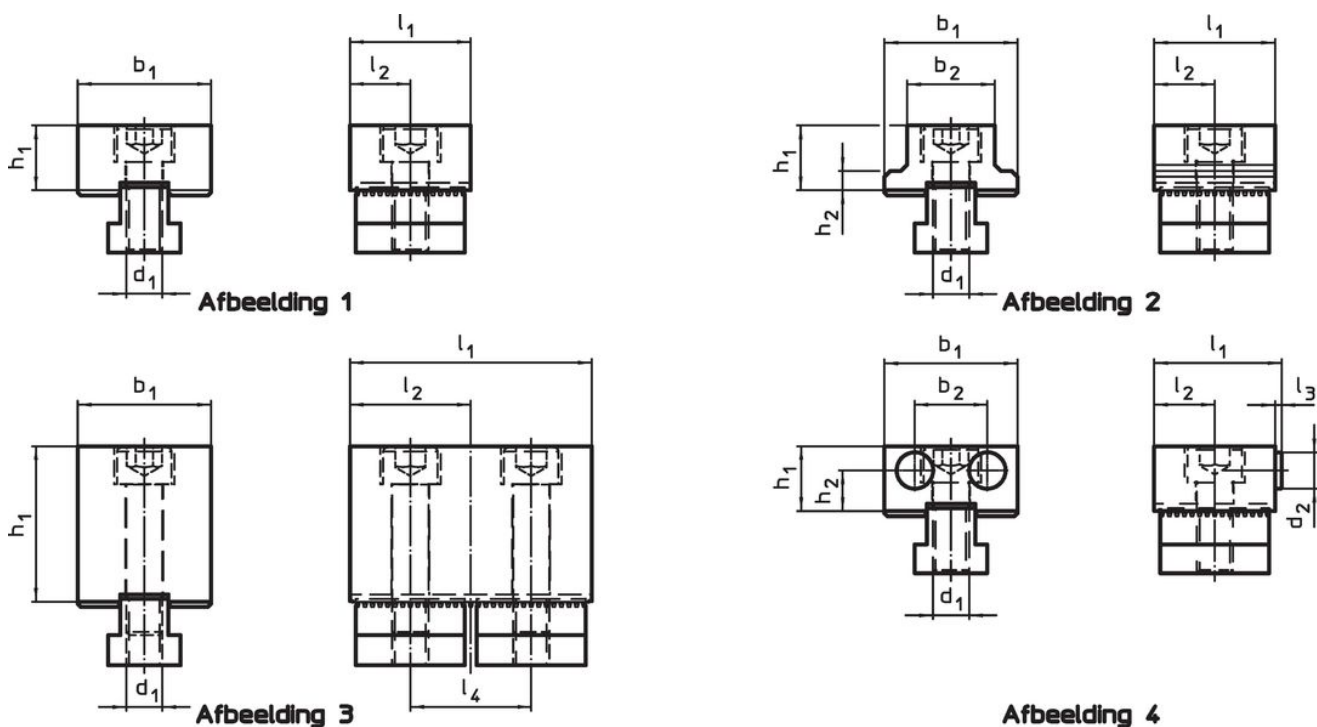 b₁
l₁
l₂
h₁
d₁
Afbeelding 1
b₁
b₂
l₁
l₂
h₁
h₂
d₁
Afbeelding 2
b₁
l₁
l₂
h₁
d₁
l₄
Afbeelding 3
b₁
b₂
l₁
l₂
l₃
h₁
h₂
d₂
d₁
Afbeelding 4